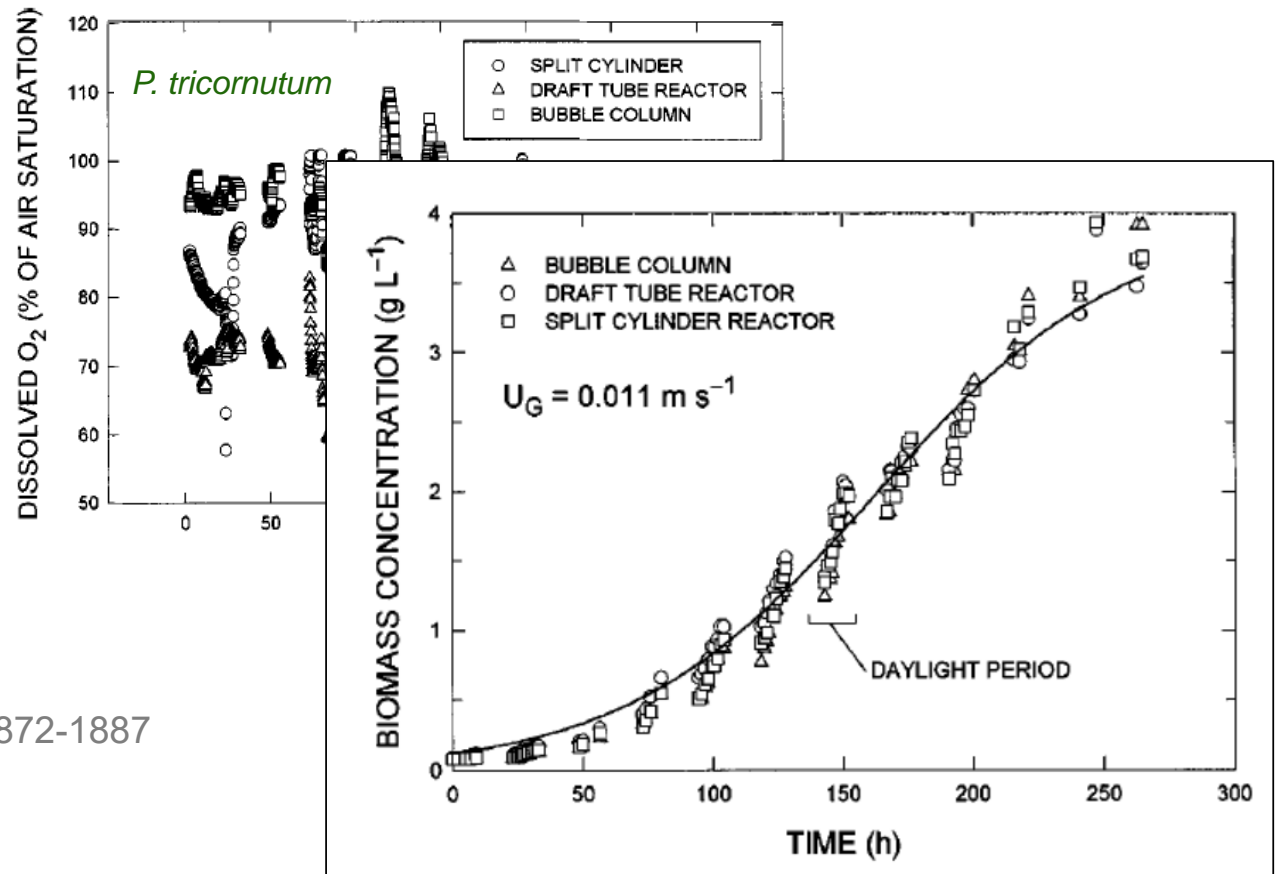 DISSOLVED O₂ (% OF AIR SATURATION)
120
110
100
90
80
70
60
50
0
50
P. tricornutum
SPLIT CYLINDER
DRAFT TUBE REACTOR
BUBBLE COLUMN
872-1887
BIOMASS CONCENTRATION (g L⁻¹)
4
3
2
1
0
BUBBLE COLUMN
DRAFT TUBE REACTOR
SPLIT CYLINDER REACTOR
U_G = 0.011 m s⁻¹
DAYLIGHT PERIOD
0
50
100
150
200
250
300
TIME (h)